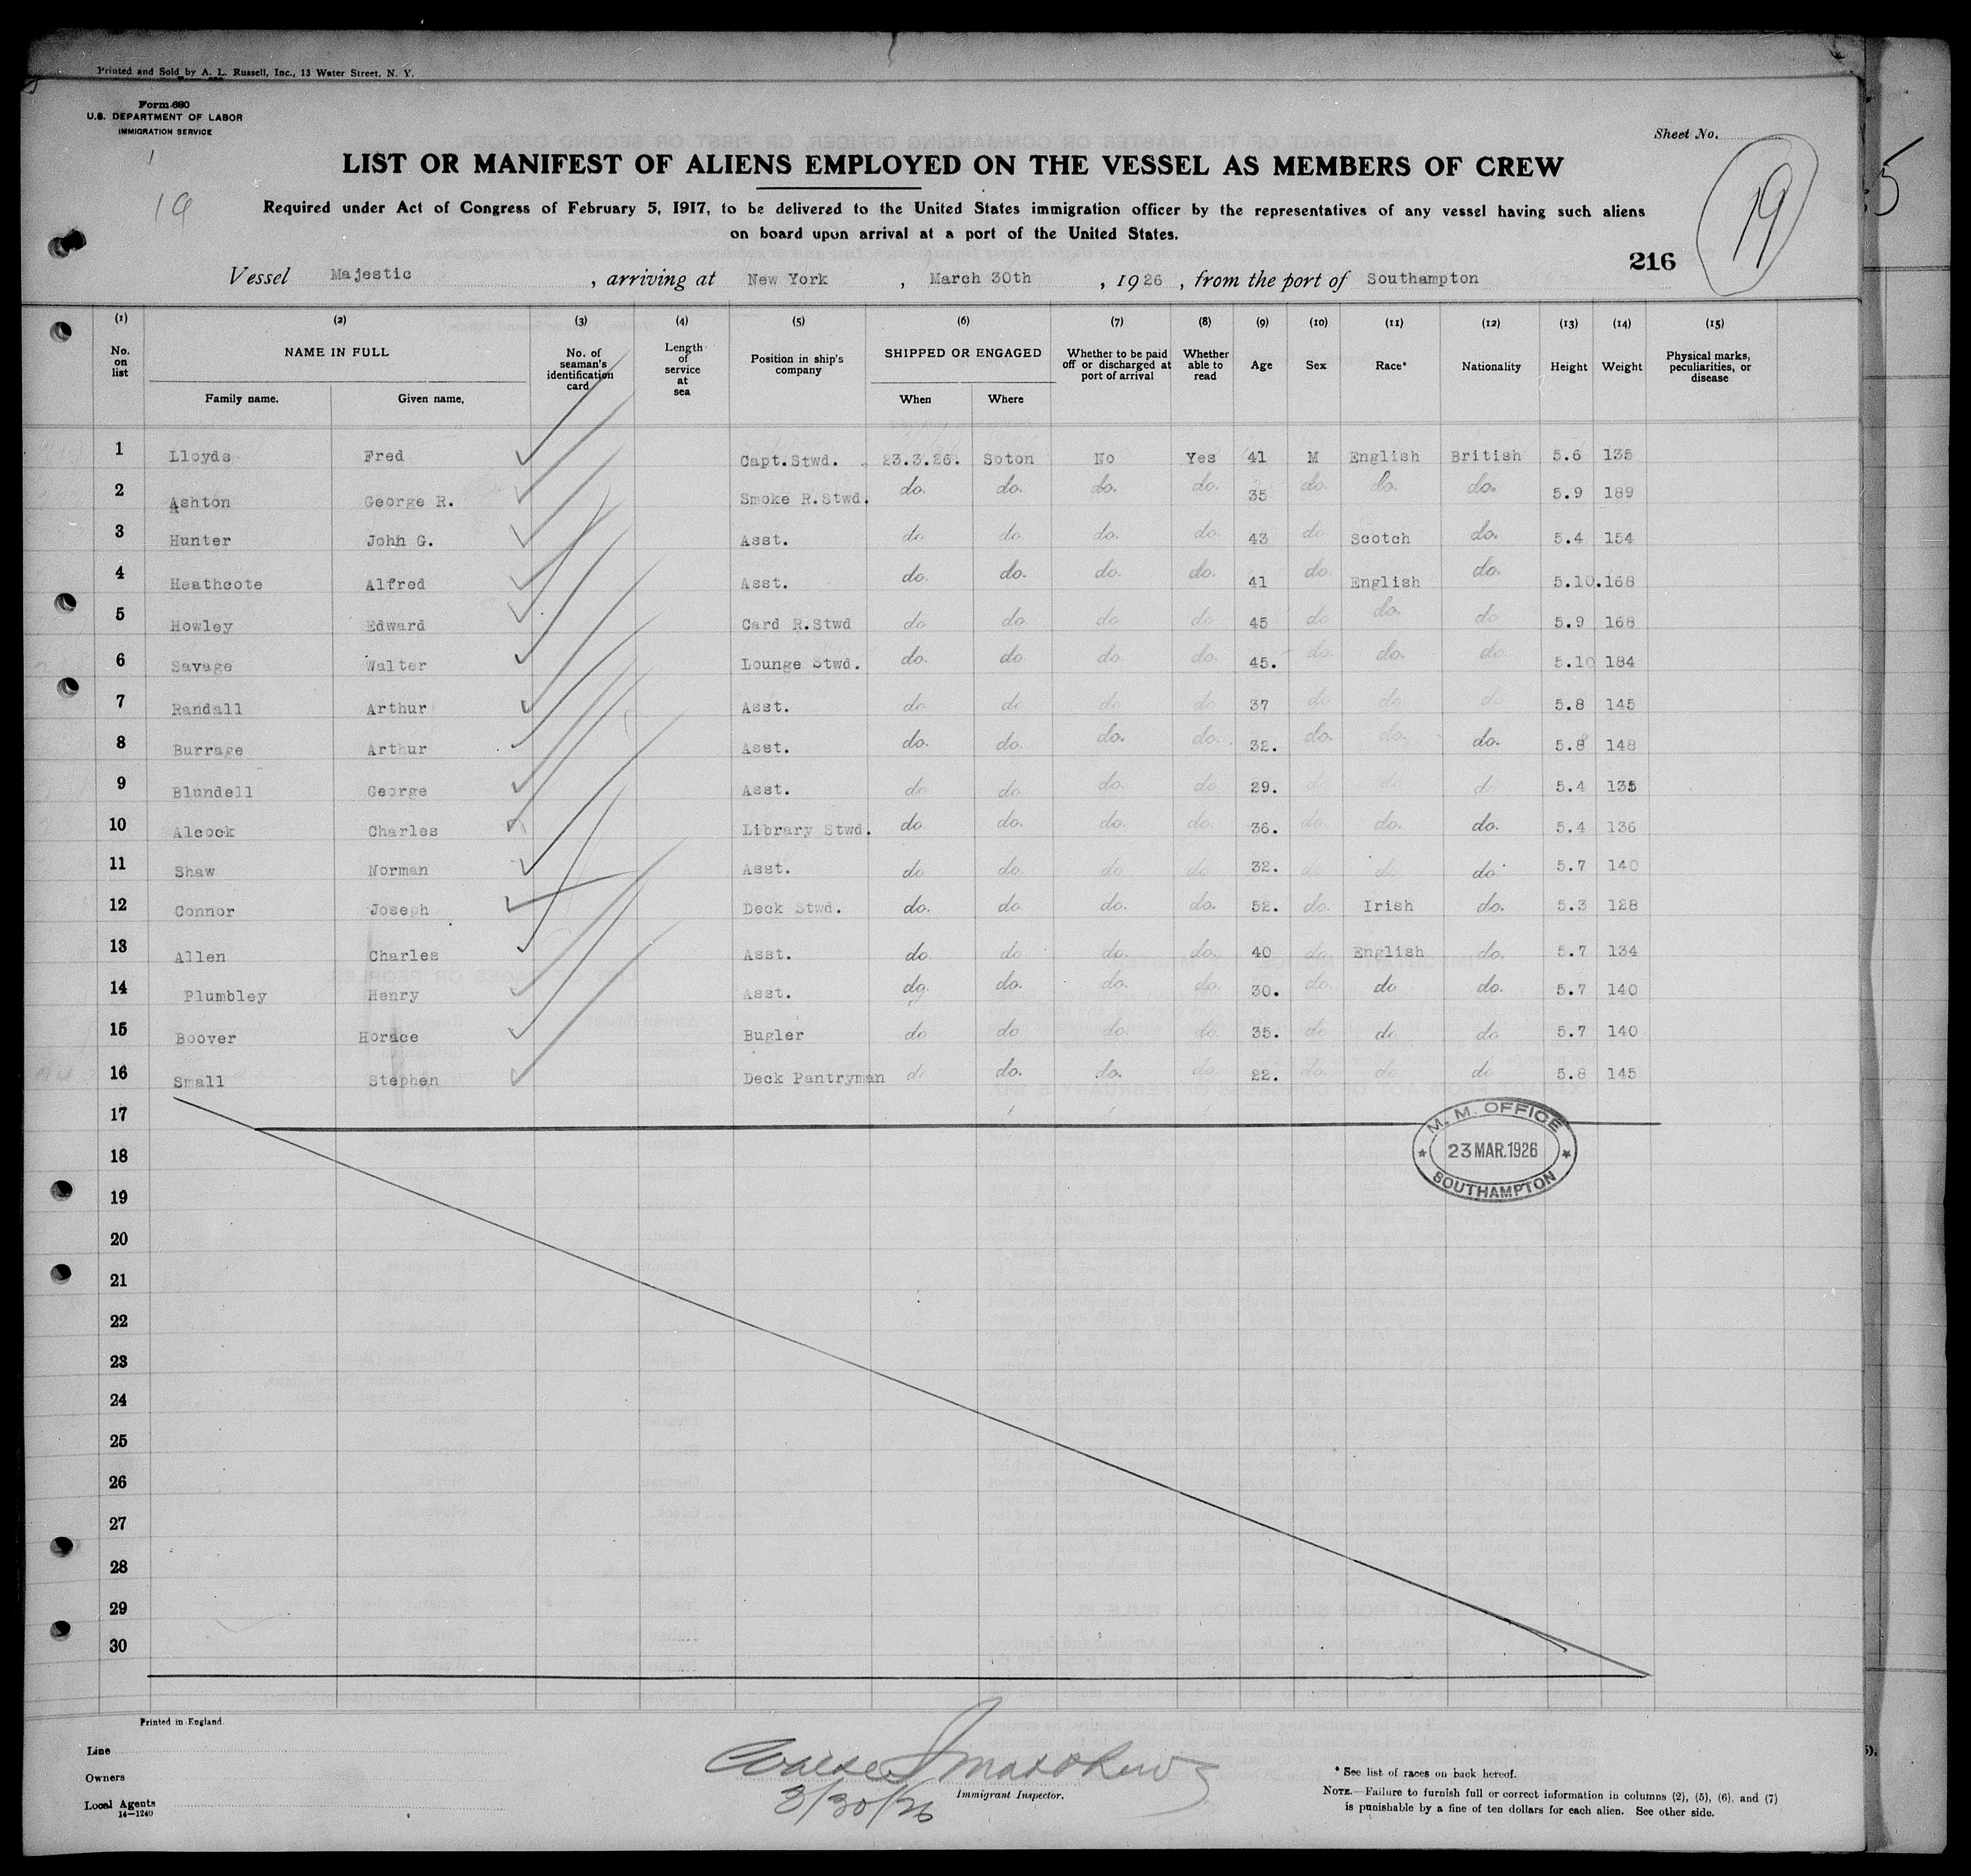 Printed and Sold by A. L. Russell, Inc., 13 Water Street, N. Y.
Form 680
U.S. DEPARTMENT OF LABOR
IMMIGRATION SERVICE
Sheet No.
19
19
5
LIST OR MANIFEST OF ALIENS EMPLOYED ON THE VESSEL AS MEMBERS OF CREW
Required under Act of Congress of February 5, 1917, to be delivered to the United States immigration officer by the representatives of any vessel having such aliens
on board upon arrival at a port of the United States.
216
Vessel Majestic , arriving at New York , March 30th , 1926 , from the port of Southampton
(1) (2) (3) (4) (5) (6) (7) (8) (9) (10) (11) (12) (13) (14) (15)
No. on list NAME IN FULL No. of seaman's identification card Length of service at sea Position in ship's company SHIPPED OR ENGAGED Whether to be paid off or discharged at port of arrival Whether able to read Age Sex Race* Nationality Height Weight Physical marks, peculiarities, or disease
Family name. Given name. When Where
1 Lloyds Fred Capt.Stwd. 23.3.26. Soton No Yes 41 M English British 5.6 135
2 Ashton George R. Smoke R.Stwd. do. do. do. do. 35 do. do. do. 5.9 189
3 Hunter John G. Asst. do do do. do. 43 do Scotch do. 5.4 154
4 Heathcote Alfred Asst. do. do. do. do. 41 do. English do. 5.10. 168
5 Howley Edward Card R.Stwd do do. do do 45 do do. do 5.9 168
6 Savage Walter Lounge Stwd. do. do do do. 45. do. do. do 5.10 184
7 Randall Arthur Asst. do do do do 37 do do do 5.8 145
8 Burrage Arthur Asst. do. do. do. do. 32. do. do. do. 5.8 148
9 Blundell George Asst. do do do. do 29. do do do 5.4 135
10 Alcock Charles Library Stwd. do do. do. do. 36. do do. do. 5.4 136
11 Shaw Norman Asst. do do. do do 32. do do do 5.7 140
12 Connor Joseph Deck Stwd. do. do do. do. 52. do. Irish do. 5.3 128
13 Allen Charles Asst. do do do. do. 40 do English do. 5.7 134
14 Plumbley Henry Asst. do. do. do. do. 30. do. do do. 5.7 140
15 Boover Horace Bugler do do do. do. 35. do do do 5.7 140
16 Small Stephen Deck Pantryman d. do. do. do 22. do. do do 5.8 145
17
18
19
20
21
22
23
24
25
26
27
28
29
30
M. M. OFFICE
23 MAR. 1926
SOUTHAMPTON
Printed in England.
Line
Owners
Local Agents
14—1240
Walter J Matthews
3/30/26
Immigrant Inspector.
* See list of races on back hereof.
NOTE.—Failure to furnish full or correct information in columns (2), (5), (6), and (7)
is punishable by a fine of ten dollars for each alien. See other side.